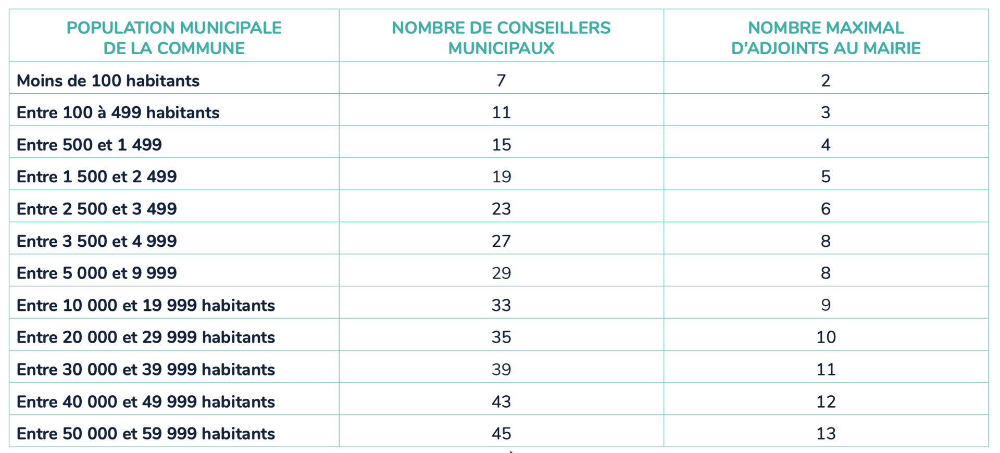 POPULATION MUNICIPALE
DE LA COMMUNE
NOMBRE DE CONSEILLERS
MUNICIPAUX
NOMBRE MAXIMAL
D’ADJOINTS AU MAIRIE
Moins de 100 habitants 7 2
Entre 100 à 499 habitants 11 3
Entre 500 et 1 499 15 4
Entre 1 500 et 2 499 19 5
Entre 2 500 et 3 499 23 6
Entre 3 500 et 4 999 27 8
Entre 5 000 et 9 999 29 8
Entre 10 000 et 19 999 habitants 33 9
Entre 20 000 et 29 999 habitants 35 10
Entre 30 000 et 39 999 habitants 39 11
Entre 40 000 et 49 999 habitants 43 12
Entre 50 000 et 59 999 habitants 45 13